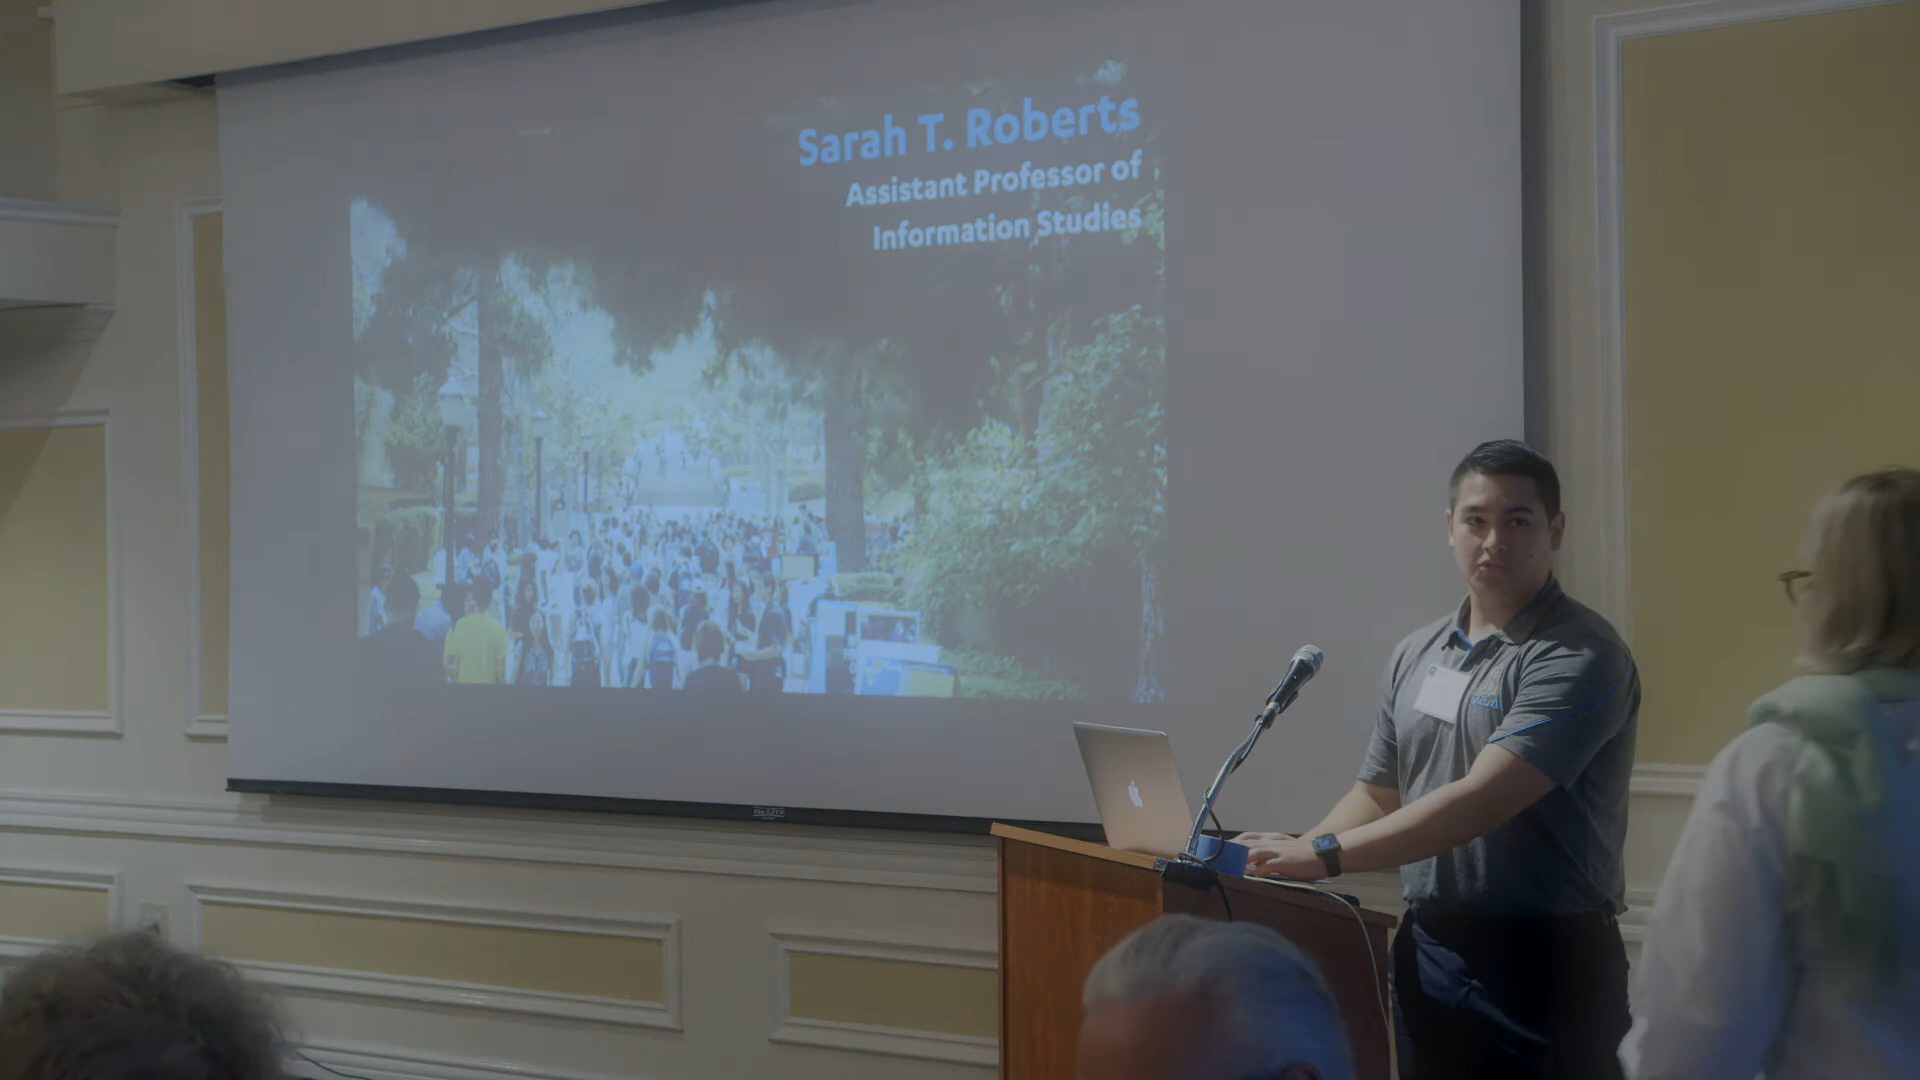 Sarah T. Roberts
Assistant Professor of
Information Studies